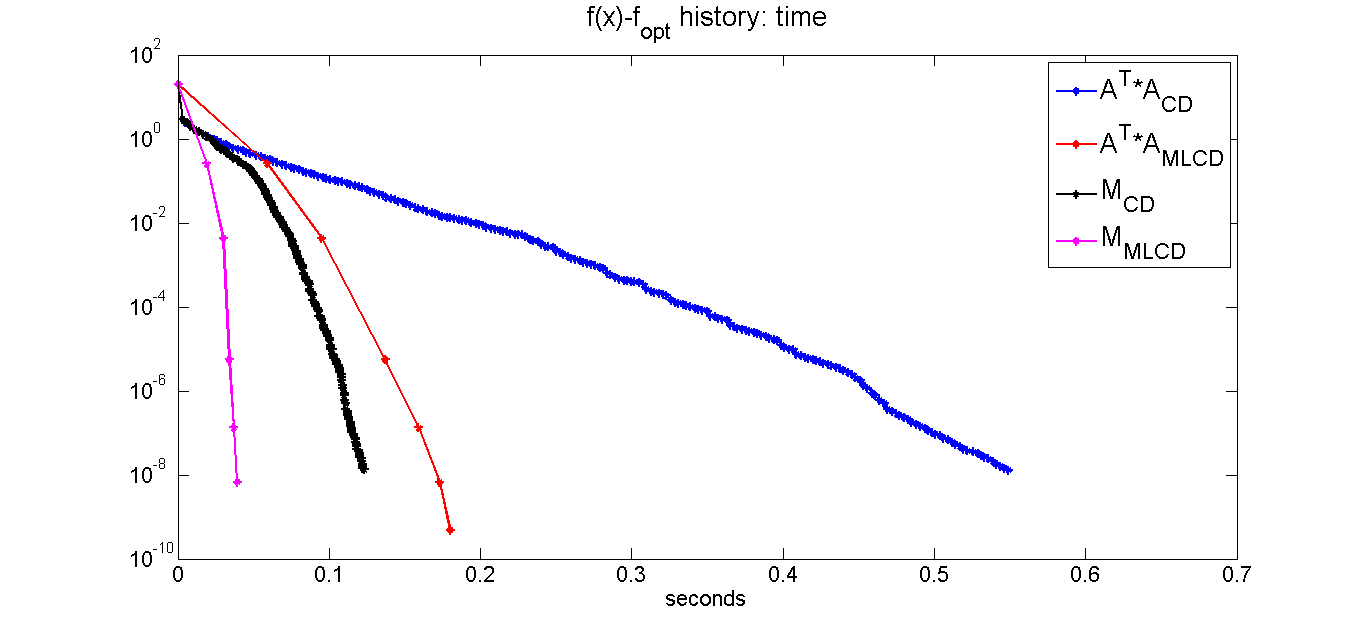 f(x)-f_opt history: time
10^2
10^0
10^-2
10^-4
10^-6
10^-8
10^-10
0 0.1 0.2 0.3 0.4 0.5 0.6 0.7
seconds
A^T*A_CD
A^T*A_MLCD
M_CD
M_MLCD